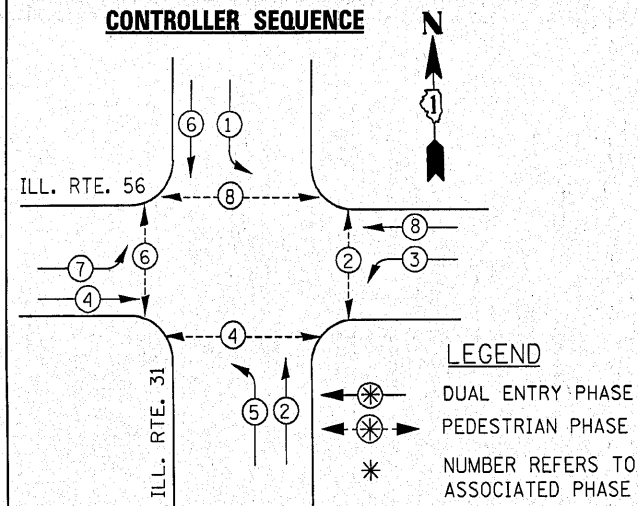 CONTROLLER SEQUENCE
N
1
6 1
ILL. RTE. 56
8
8
7
6
2
3
4
4
ILL. RTE. 31
5 2
LEGEND
✳ DUAL ENTRY PHASE
✳ PEDESTRIAN PHASE
✳ NUMBER REFERS TO
ASSOCIATED PHASE